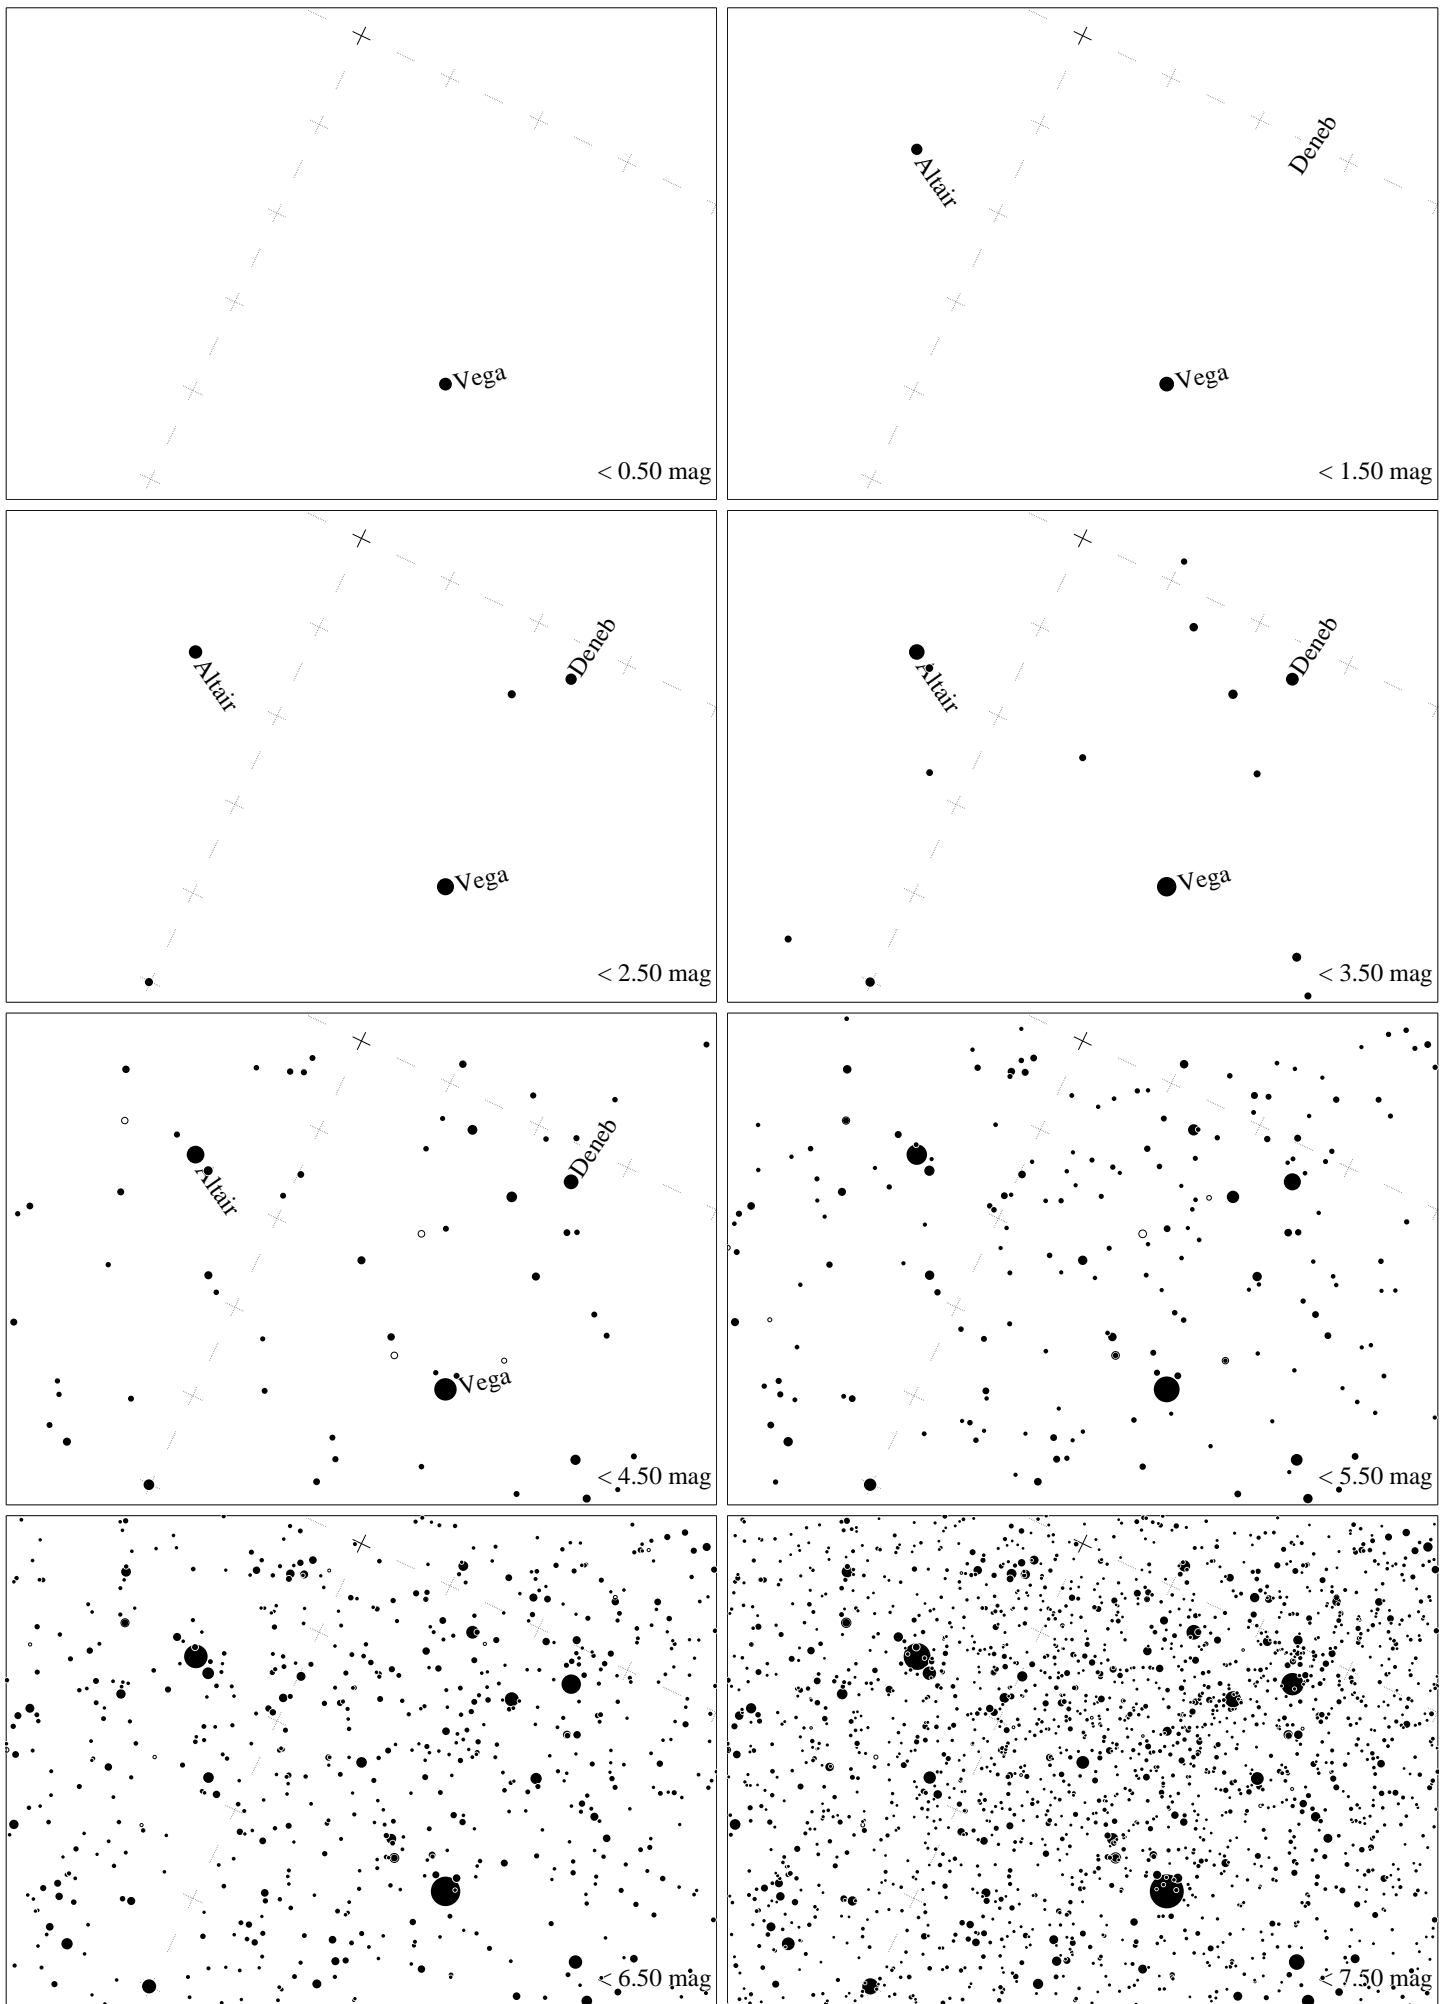 Vega
< 0.50 mag
Deneb
Altair
Vega
< 1.50 mag
Deneb
Altair
Vega
< 2.50 mag
Deneb
Altair
Vega
< 3.50 mag
Deneb
Altair
Vega
< 4.50 mag
< 5.50 mag
< 6.50 mag
< 7.50 mag